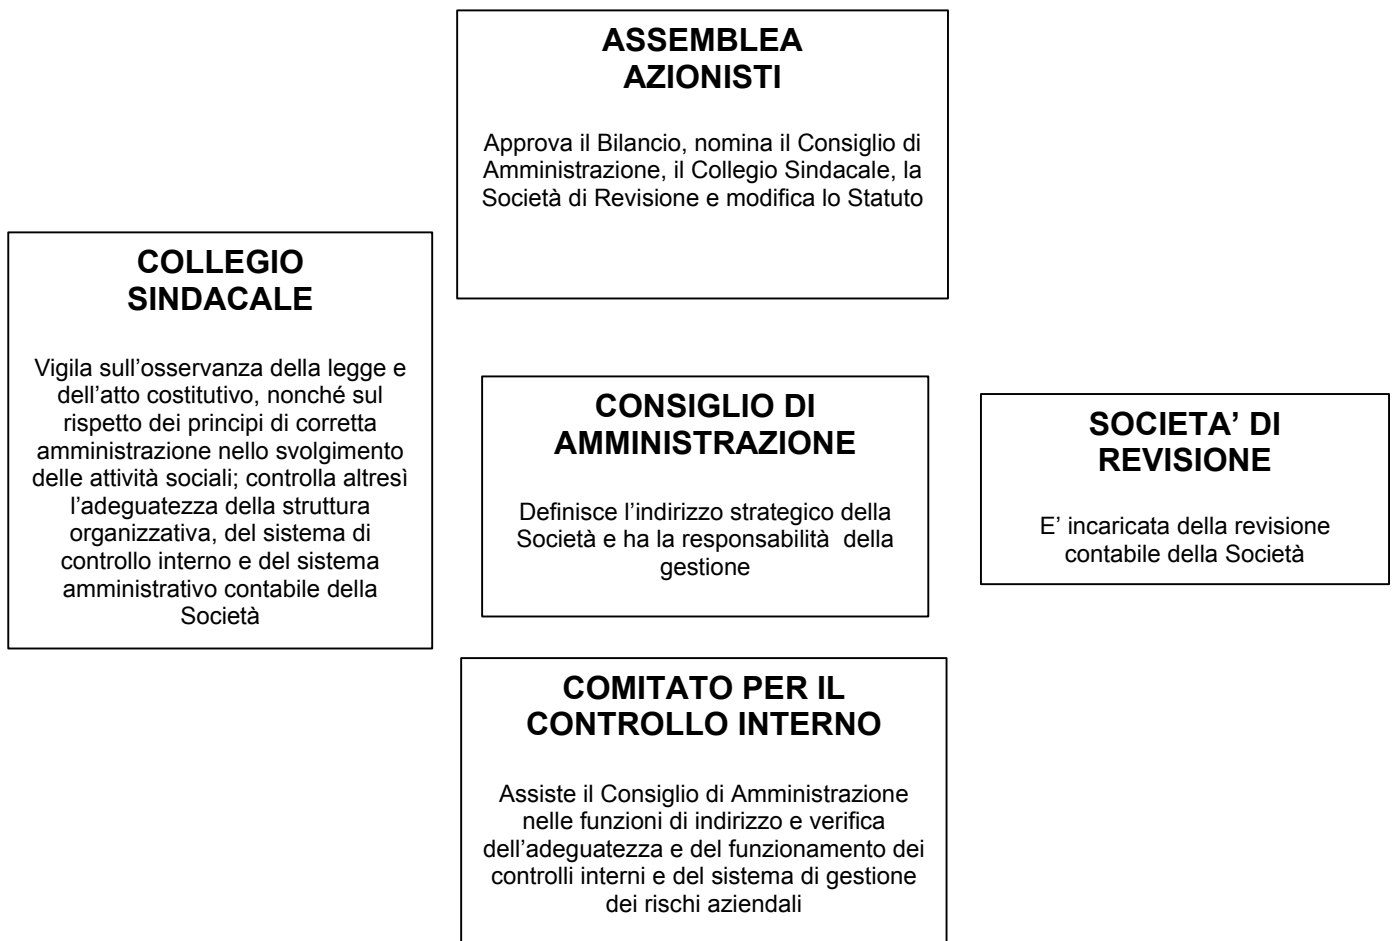 ASSEMBLEA
AZIONISTI
Approva il Bilancio, nomina il Consiglio di
Amministrazione, il Collegio Sindacale, la
Società di Revisione e modifica lo Statuto
COLLEGIO
SINDACALE
Vigila sull’osservanza della legge e
dell’atto costitutivo, nonché sul
rispetto dei principi di corretta
amministrazione nello svolgimento
delle attività sociali; controlla altresì
l’adeguatezza della struttura
organizzativa, del sistema di
controllo interno e del sistema
amministrativo contabile della
Società
CONSIGLIO DI
AMMINISTRAZIONE
Definisce l’indirizzo strategico della
Società e ha la responsabilità della
gestione
SOCIETA’ DI
REVISIONE
E’ incaricata della revisione
contabile della Società
COMITATO PER IL
CONTROLLO INTERNO
Assiste il Consiglio di Amministrazione
nelle funzioni di indirizzo e verifica
dell’adeguatezza e del funzionamento dei
controlli interni e del sistema di gestione
dei rischi aziendali